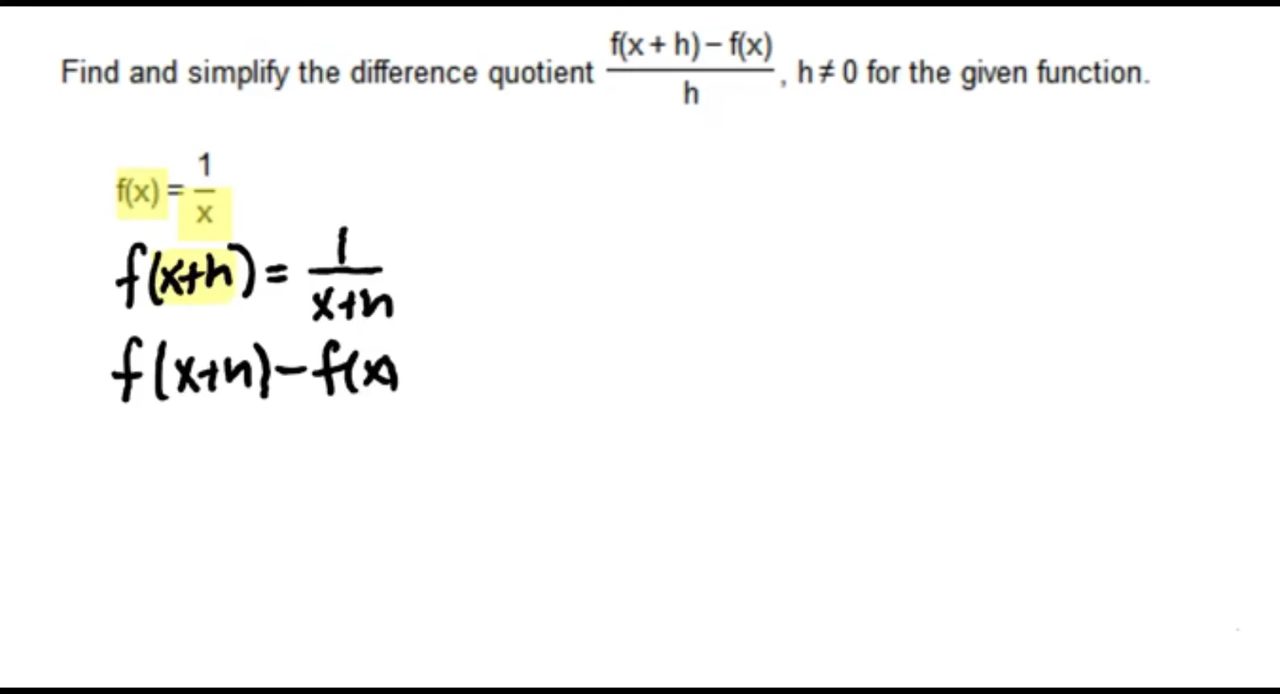 Find and simplify the difference quotient f(x + h) − f(x) / h , h ≠ 0 for the given function.
f(x) = 1/x
f(x+h) = 1/x+h
f(x+h) − f(x)